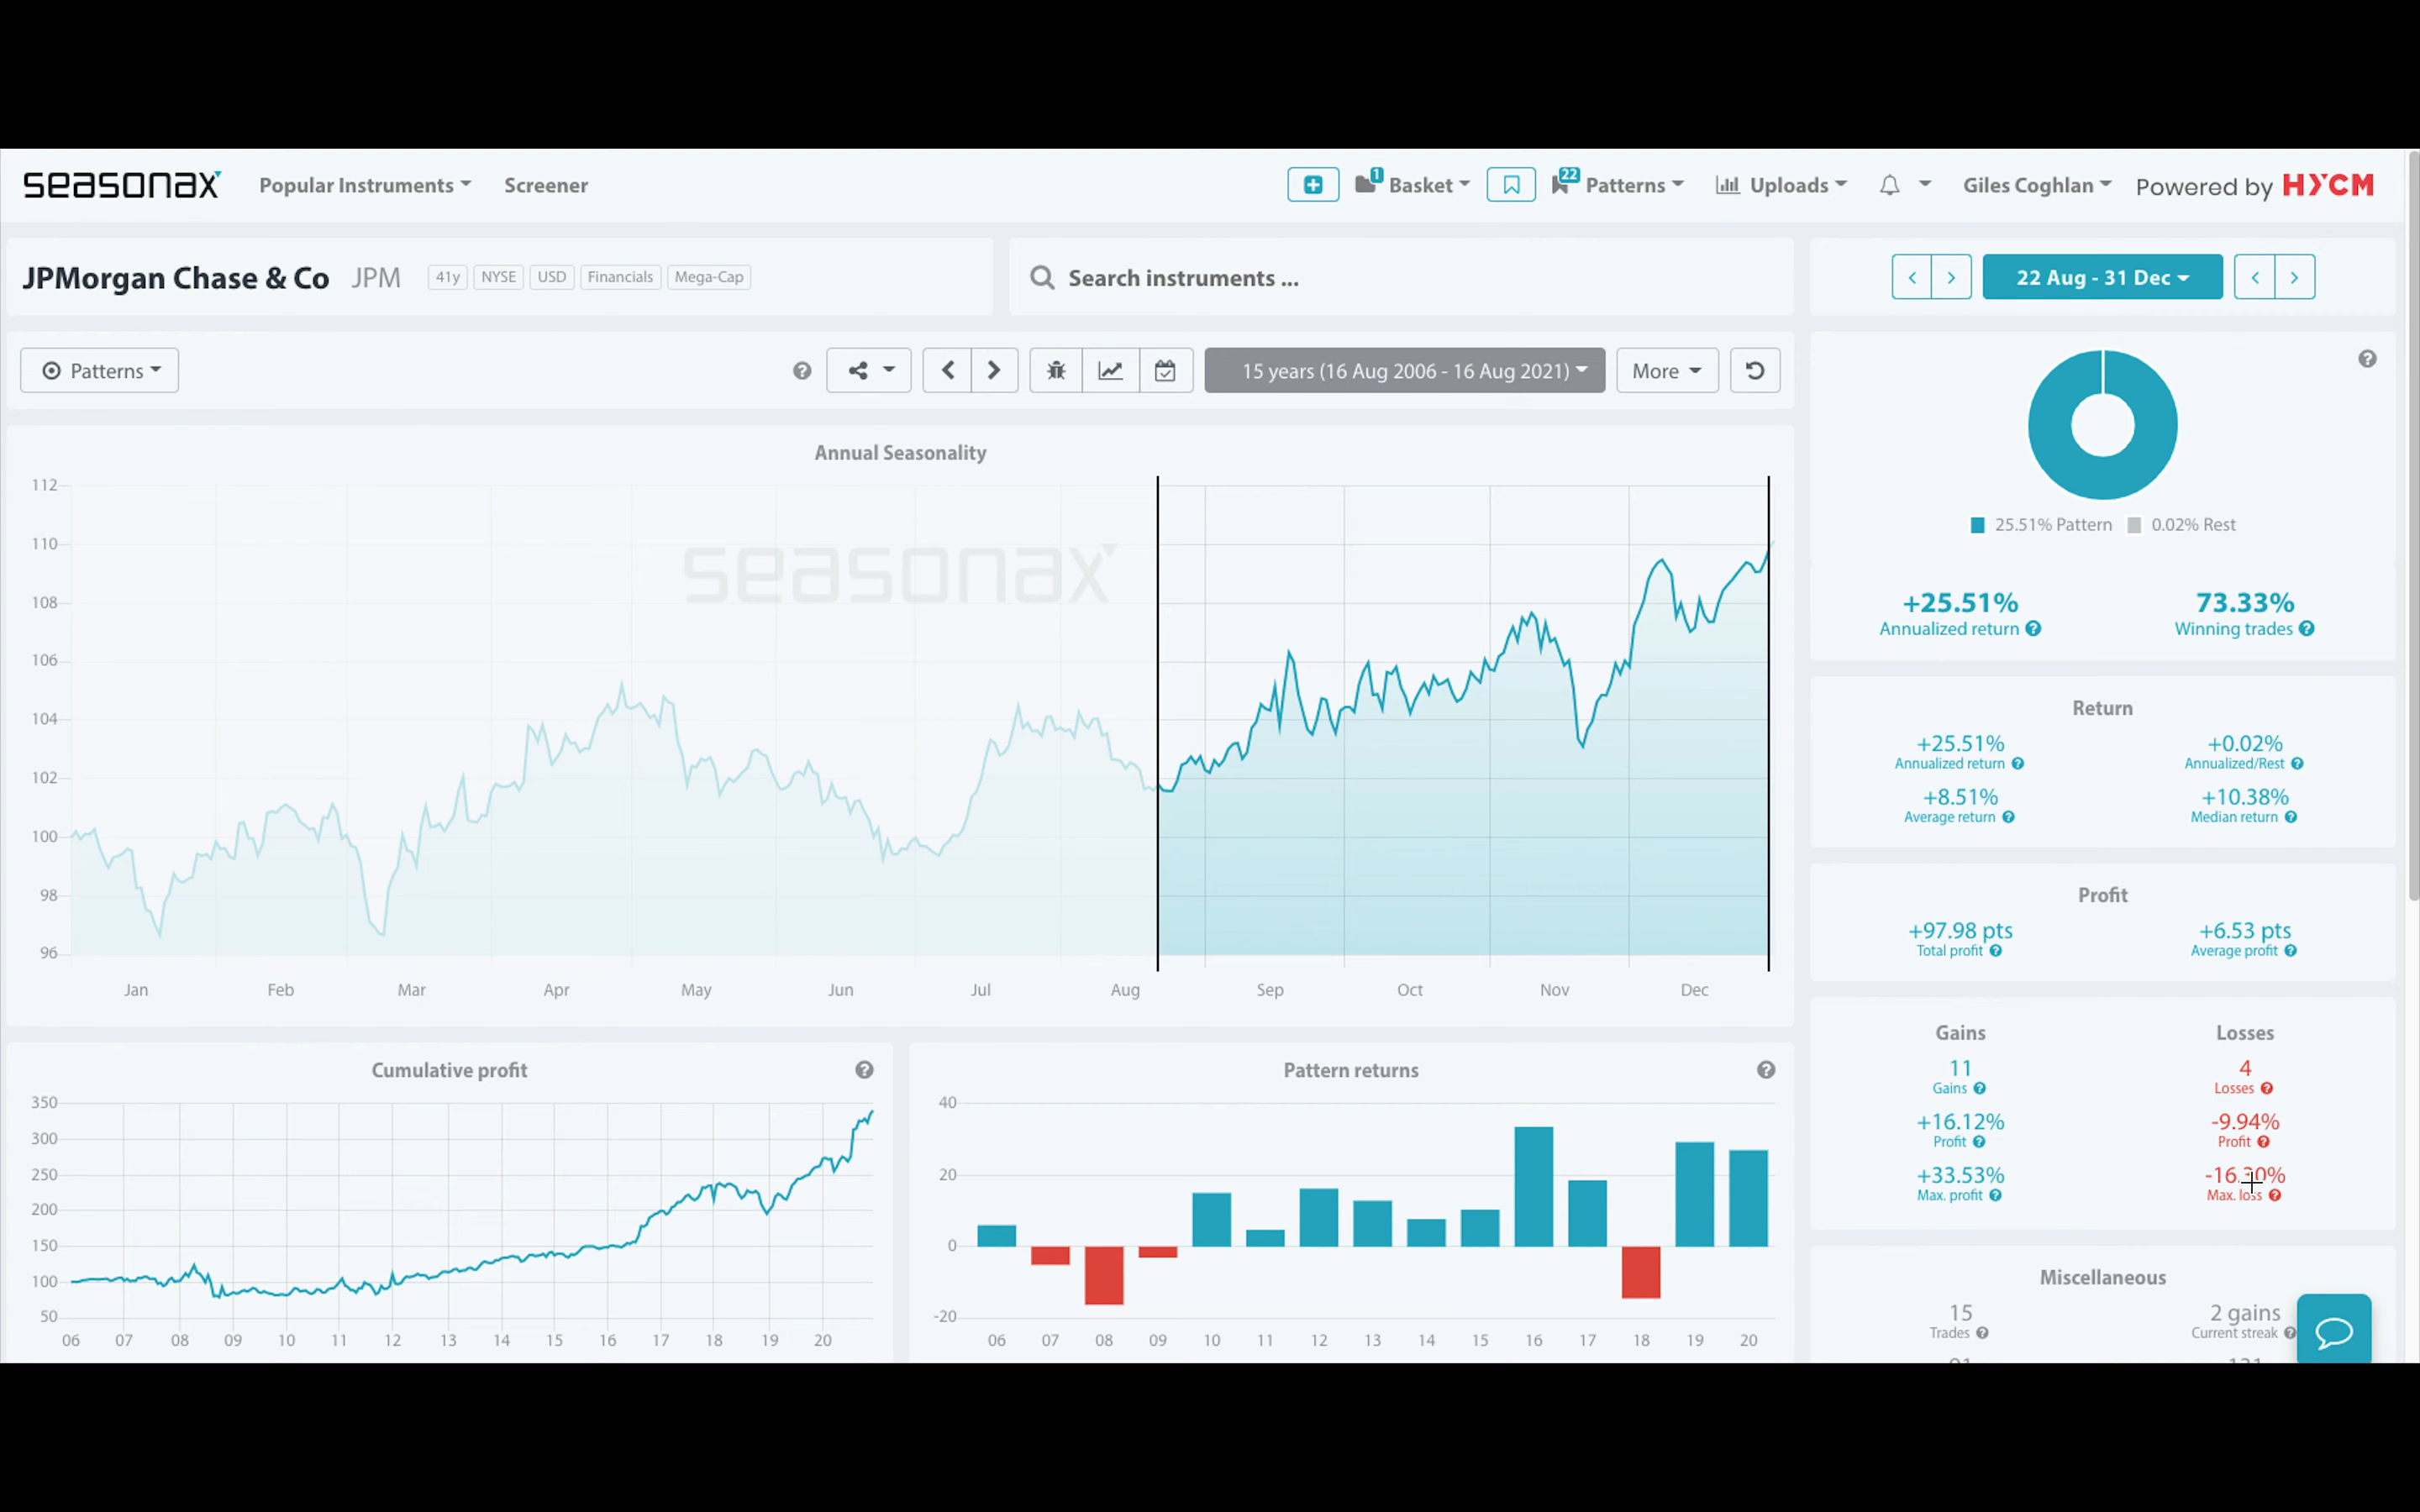 seasonax Popular Instruments Screener 1 Basket 22 Patterns Uploads Giles Coghlan Powered by HYCM
JPMorgan Chase & Co JPM 41y NYSE USD Financials Mega-Cap Search instruments ... 22 Aug - 31 Dec
Patterns 15 years (16 Aug 2006 - 16 Aug 2021) More
Annual Seasonality
112
110
108
106
104
102
100
98
96
seasonax
Jan Feb Mar Apr May Jun Jul Aug Sep Oct Nov Dec
25.51% Pattern 0.02% Rest
+25.51% 73.33%
Annualized return Winning trades
Return
+25.51% +0.02%
Annualized return Annualized/Rest
+8.51% +10.38%
Average return Median return
Profit
+97.98 pts +6.53 pts
Total profit Average profit
Gains Losses
11 4
Gains Losses
+16.12% -9.94%
Profit Profit
+33.53% -16.30%
Max. profit Max. loss
Miscellaneous
15 2 gains
Trades Current streak
Cumulative profit
350
300
250
200
150
100
50
06 07 08 09 10 11 12 13 14 15 16 17 18 19 20
Pattern returns
40
20
0
-20
06 07 08 09 10 11 12 13 14 15 16 17 18 19 20